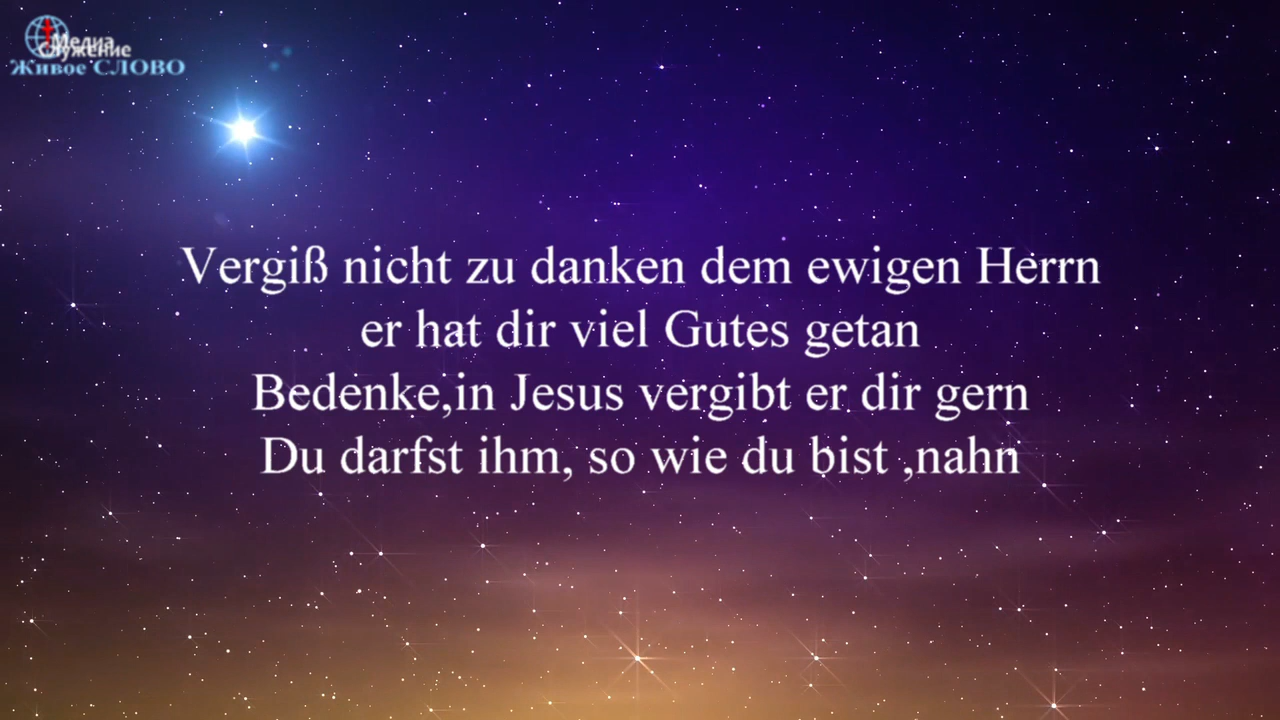 Медиа
Служение
Живое СЛОВО
Vergiß nicht zu danken dem ewigen Herrn
er hat dir viel Gutes getan
Bedenke,in Jesus vergibt er dir gern
Du darfst ihm, so wie du bist ,nahn